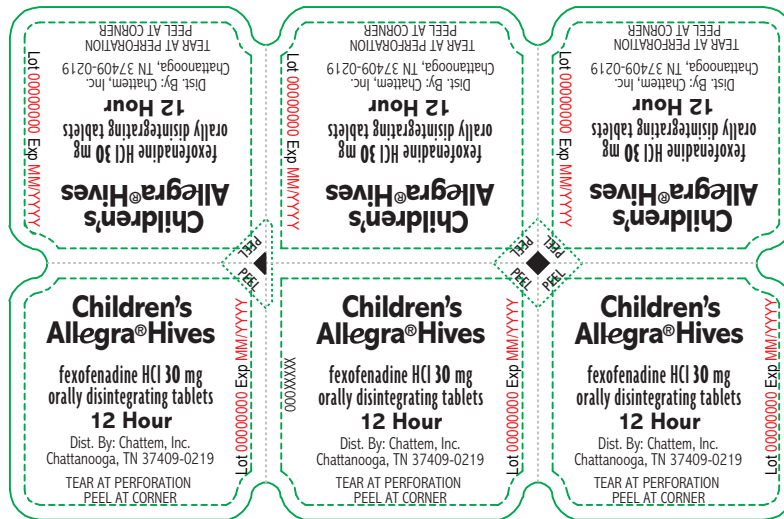 TEAR AT PERFORATION
PEEL AT CORNER
Dist. By: Chattem, Inc.
Chattanooga, TN 37409-0219
12 Hour
fexofenadine HCl 30 mg
orally disintegrating tablets
Children's
Allegra®Hives
Lot 00000000 Exp MM/YYYY
TEAR AT PERFORATION
PEEL AT CORNER
Dist. By: Chattem, Inc.
Chattanooga, TN 37409-0219
12 Hour
fexofenadine HCl 30 mg
orally disintegrating tablets
Children's
Allegra®Hives
Lot 00000000 Exp MM/YYYY
TEAR AT PERFORATION
PEEL AT CORNER
Dist. By: Chattem, Inc.
Chattanooga, TN 37409-0219
12 Hour
fexofenadine HCl 30 mg
orally disintegrating tablets
Children's
Allegra®Hives
Lot 00000000 Exp MM/YYYY
PEEL
PEEL
PEEL
PEEL
PEEL
PEEL
Children's
Allegra®Hives
fexofenadine HCl 30 mg
orally disintegrating tablets
12 Hour
Dist. By: Chattem, Inc.
Chattanooga, TN 37409-0219
TEAR AT PERFORATION
PEEL AT CORNER
Lot 00000000 Exp MM/YYYY
XXXXX000
Children's
Allegra®Hives
fexofenadine HCl 30 mg
orally disintegrating tablets
12 Hour
Dist. By: Chattem, Inc.
Chattanooga, TN 37409-0219
TEAR AT PERFORATION
PEEL AT CORNER
Lot 00000000 Exp MM/YYYY
Children's
Allegra®Hives
fexofenadine HCl 30 mg
orally disintegrating tablets
12 Hour
Dist. By: Chattem, Inc.
Chattanooga, TN 37409-0219
TEAR AT PERFORATION
PEEL AT CORNER
Lot 00000000 Exp MM/YYYY